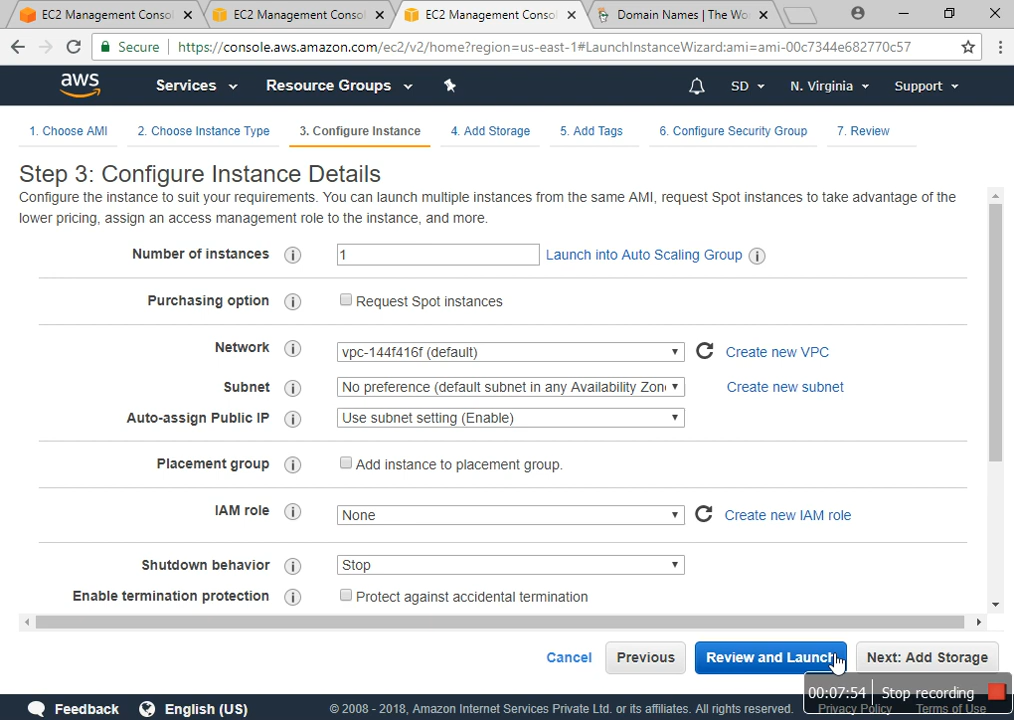 EC2 Management Conso
EC2 Management Conso
EC2 Management Conso
Domain Names | The Wo
Secure
https://console.aws.amazon.com/ec2/v2/home?region=us-east-1#LaunchInstanceWizard:ami=ami-00c7344e682770c57
aws
Services
Resource Groups
SD
N. Virginia
Support
1. Choose AMI
2. Choose Instance Type
3. Configure Instance
4. Add Storage
5. Add Tags
6. Configure Security Group
7. Review
Step 3: Configure Instance Details
Configure the instance to suit your requirements. You can launch multiple instances from the same AMI, request Spot instances to take advantage of the
lower pricing, assign an access management role to the instance, and more.
Number of instances
1
Launch into Auto Scaling Group
Purchasing option
Request Spot instances
Network
vpc-144f416f (default)
Create new VPC
Subnet
No preference (default subnet in any Availability Zon
Create new subnet
Auto-assign Public IP
Use subnet setting (Enable)
Placement group
Add instance to placement group.
IAM role
None
Create new IAM role
Shutdown behavior
Stop
Enable termination protection
Protect against accidental termination
Cancel
Previous
Review and Launch
Next: Add Storage
00:07:54
Stop recording
Feedback
English (US)
© 2008 - 2018, Amazon Internet Services Private Ltd. or its affiliates. All rights reserved.
Privacy Policy
Terms of Use